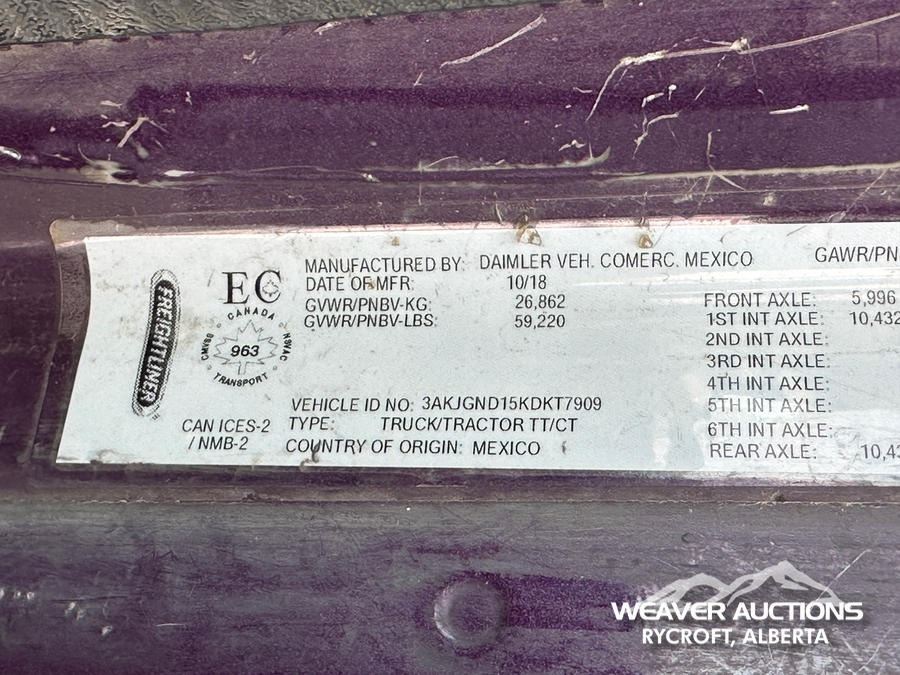 MANUFACTURED BY: DAIMLER VEH. COMERC. MEXICO
DATE OF MFR: 10/18
GVWR/PNBV-KG: 26,862
GVWR/PNBV-LBS: 59,220
GAWR/PN
FRONT AXLE: 5,996
1ST INT AXLE: 10,432
2ND INT AXLE:
3RD INT AXLE:
4TH INT AXLE:
5TH INT AXLE:
6TH INT AXLE:
REAR AXLE: 10,43
FREIGHTLINER
EC
CANADA
CMVSS
963
NSVAC
TRANSPORT
CAN ICES-2
/ NMB-2
VEHICLE ID NO: 3AKJGND15KDKT7909
TYPE: TRUCK/TRACTOR TT/CT
COUNTRY OF ORIGIN: MEXICO
WEAVER AUCTIONS
RYCROFT, ALBERTA